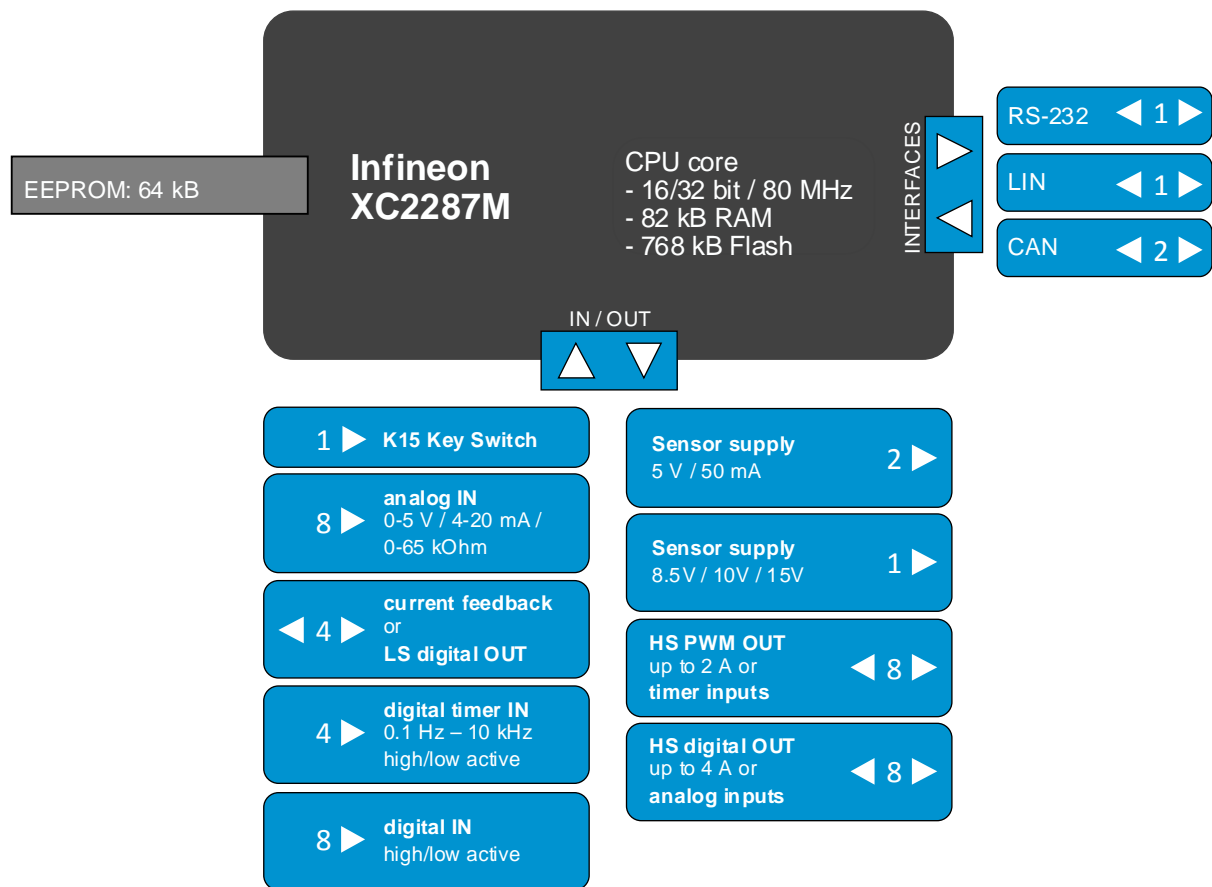 EEPROM: 64 kB
Infineon
XC2287M
CPU core
- 16/32 bit / 80 MHz
- 82 kB RAM
- 768 kB Flash
INTERFACES
RS-232 1
LIN 1
CAN 2
IN / OUT
1 K15 Key Switch
8 analog IN
0-5 V / 4-20 mA /
0-65 kOhm
4 current feedback
or
LS digital OUT
4 digital timer IN
0.1 Hz – 10 kHz
high/low active
8 digital IN
high/low active
Sensor supply 2
5 V / 50 mA
Sensor supply 1
8.5V / 10V / 15V
HS PWM OUT
up to 2 A or 8
timer inputs
HS digital OUT
up to 4 A or 8
analog inputs